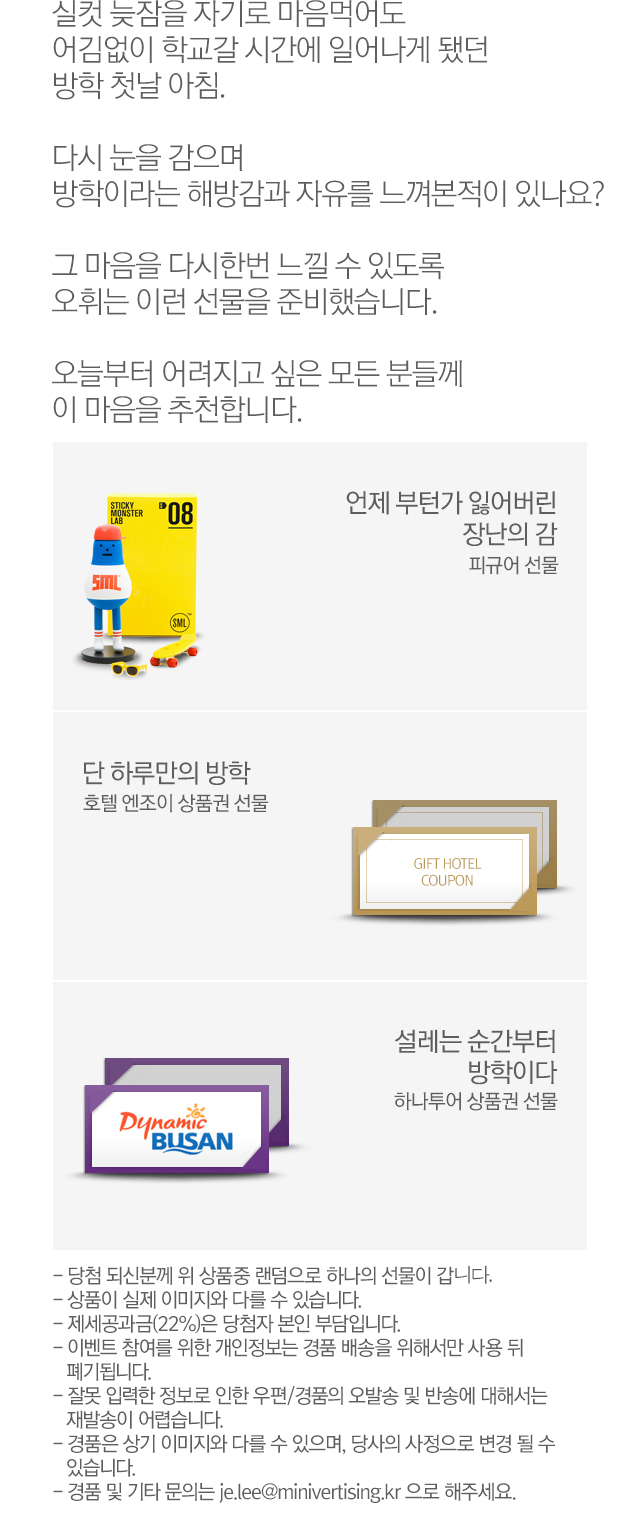 실컷 늦잠을 자기로 마음먹어도
어김없이 학교갈 시간에 일어나게 됐던
방학 첫날 아침.
다시 눈을 감으며
방학이라는 해방감과 자유를 느껴본적이 있나요?
그 마음을 다시한번 느낄 수 있도록
오휘는 이런 선물을 준비했습니다.
오늘부터 어려지고 싶은 모든 분들께
이 마음을 추천합니다.
STICKY
MONSTER
LAB
08
SML
SML
TM
언제 부턴가 잃어버린
장난의 감
피규어 선물
단 하루만의 방학
호텔 엔조이 상품권 선물
GIFT HOTEL
COUPON
설레는 순간부터
방학이다
하나투어 상품권 선물
Dynamic
BUSAN
- 당첨 되신분께 위 상품중 랜덤으로 하나의 선물이 갑니다.
- 상품이 실제 이미지와 다를 수 있습니다.
- 제세공과금(22%)은 당첨자 본인 부담입니다.
- 이벤트 참여를 위한 개인정보는 경품 배송을 위해서만 사용 뒤
폐기됩니다.
- 잘못 입력한 정보로 인한 우편/경품의 오발송 및 반송에 대해서는
재발송이 어렵습니다.
- 경품은 상기 이미지와 다를 수 있으며, 당사의 사정으로 변경 될 수
있습니다.
- 경품 및 기타 문의는 je.lee@minivertising.kr 으로 해주세요.